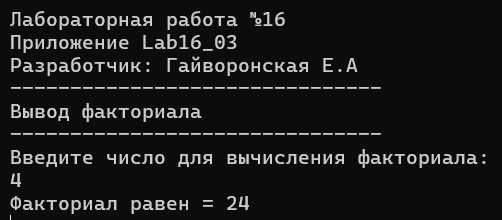 Лабораторная работа №16
Приложение Lab16_03
Разработчик: Гайворонская Е.А
-------------------------------
Вывод факториала
-------------------------------
Введите число для вычисления факториала:
4
Факториал равен = 24